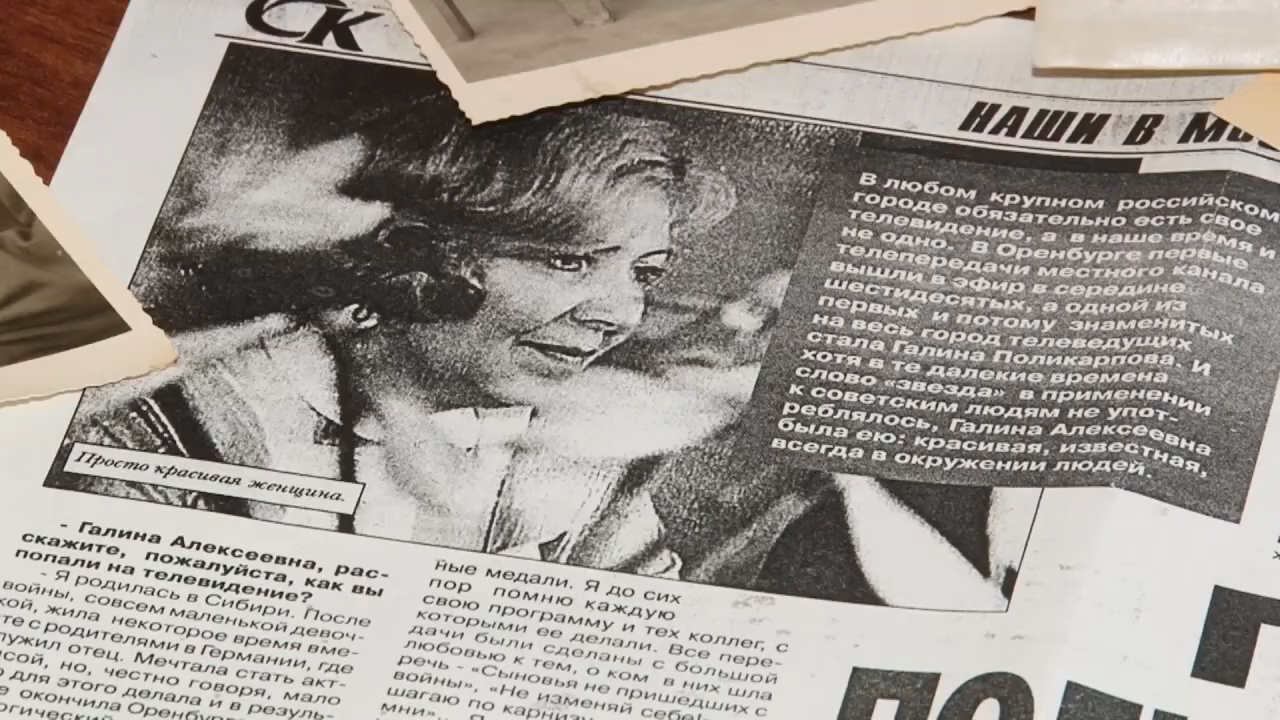 СК
НАШИ В
В любом крупном российском
городе обязательно есть свое
телевидение, а в наше время и
не одно. В Оренбурге первые
телепередачи местного канала
вышли в эфир в середине
шестидесятых, а одной из
первых и потому знаменитых
на весь город телеведущих
стала Галина Поликарпова. И
хотя в те далекие времена
слово «звезда» в применении
к советским людям не упот-
реблялось, Галина Алексеевна
была ею: красивая, известная,
всегда в окружении людей.
Просто красивая женщина.
- Галина Алексеевна, рас-
скажите, пожалуйста, как вы
попали на телевидение?
- Я родилась в Сибири. После
войны, совсем маленькой девоч-
кой, жила некоторое время вме-
те с родителями в Германии, где
лужил отец. Мечтала стать акт-
сой, но, честно говоря, мало
для этого делала и в резуль-
е окончила Оренбург
огический
ные медали. Я до сих
пор помню каждую
свою программу и тех коллег, с
которыми ее делали. Все пере-
дачи были сделаны с большой
любовью к тем, о ком в них шла
речь - «Сыновья не пришедших с
войны», «Не изменяй себе!»,
шагаю по карнизу
мни».